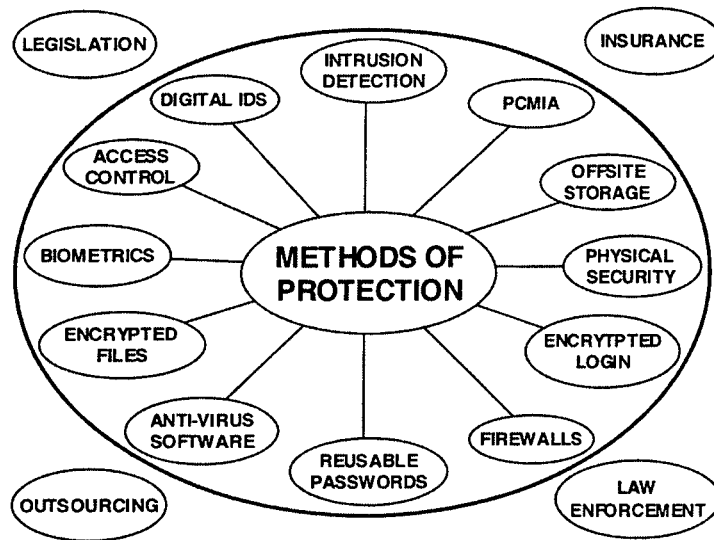 LEGISLATION
INSURANCE
INTRUSION
DETECTION
DIGITAL IDS
PCMIA
ACCESS
CONTROL
OFFSITE
STORAGE
BIOMETRICS
METHODS OF
PROTECTION
PHYSICAL
SECURITY
ENCRYPTED
FILES
ENCRYTPTED
LOGIN
ANTI-VIRUS
SOFTWARE
FIREWALLS
REUSABLE
PASSWORDS
OUTSOURCING
LAW
ENFORCEMENT